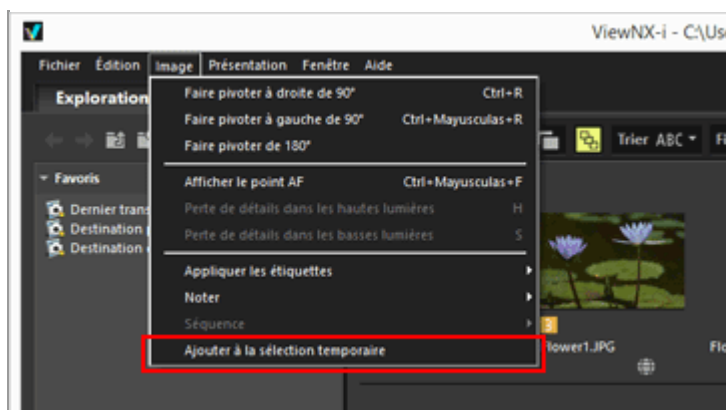 ViewNX-i - C:\Us
Fichier Édition Image Présentation Fenêtre Aide
Exploration
Faire pivoter à droite de 90° Ctrl+R
Faire pivoter à gauche de 90° Ctrl+Mayusculas+R
Faire pivoter de 180°
Trier ABC
Favoris
Afficher le point AF Ctrl+Mayusculas+F
Dernier trans
Perte de détails dans les hautes lumières H
Destination
Perte de détails dans les basses lumières S
Destination
Appliquer les étiquettes
Noter
Séquence
3
Ajouter à la sélection temporaire
lower1.JPG
Flo